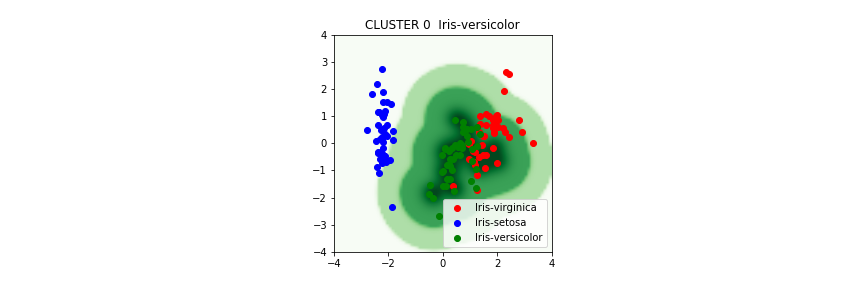 CLUSTER 0 Iris-versicolor
4
3
2
1
0
−1
−2
−3
−4
−4 −2 0 2 4
Iris-virginica
Iris-setosa
Iris-versicolor